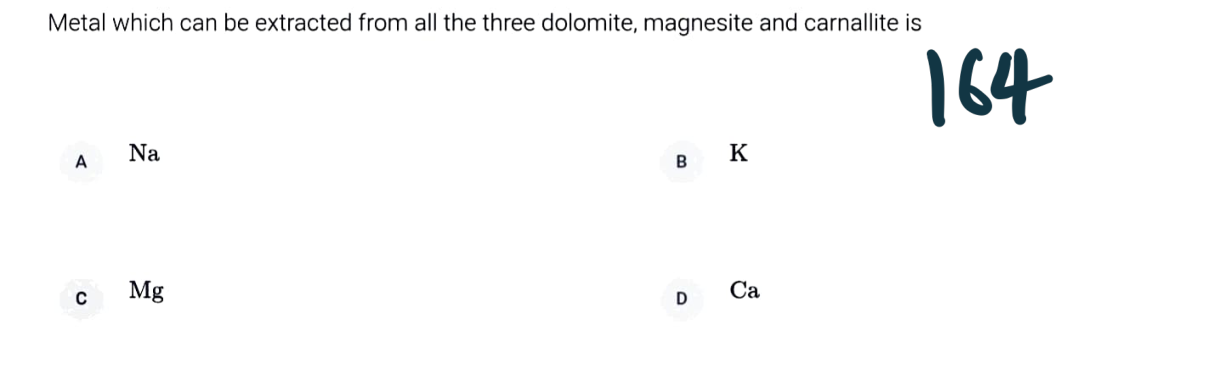 Metal which can be extracted from all the three dolomite, magnesite and carnallite is
164
A Na
B K
C Mg
D Ca